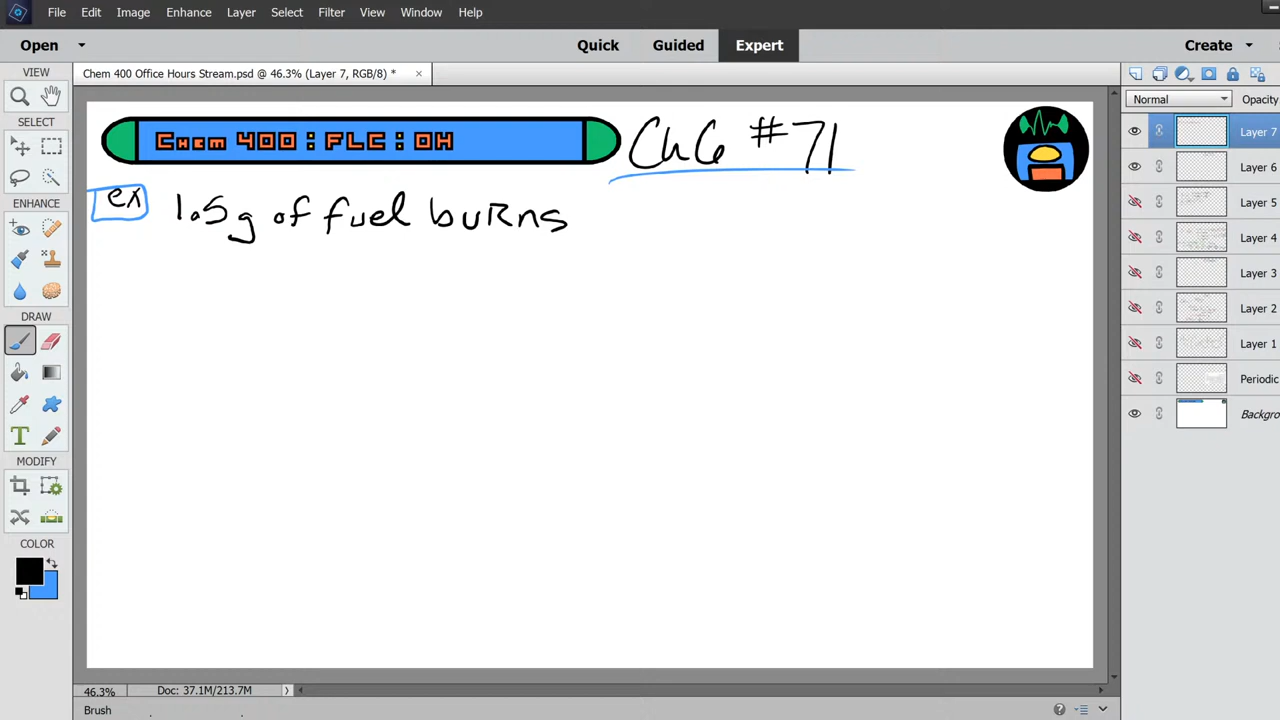 File Edit Image Enhance Layer Select Filter View Window Help
Open Quick Guided Expert Create
VIEW
Chem 400 Office Hours Stream.psd @ 46.3% (Layer 7, RGB/8) * ×
Normal Opacity
Chem 400:FLC:OH
Ch6 #71
ex 1.5g of fuel burns
SELECT
ENHANCE
DRAW
T
MODIFY
COLOR
Layer 7
Layer 6
Layer 5
Layer 4
Layer 3
Layer 2
Layer 1
Periodic
Backgro
46.3% Doc: 37.1M/213.7M
Brush